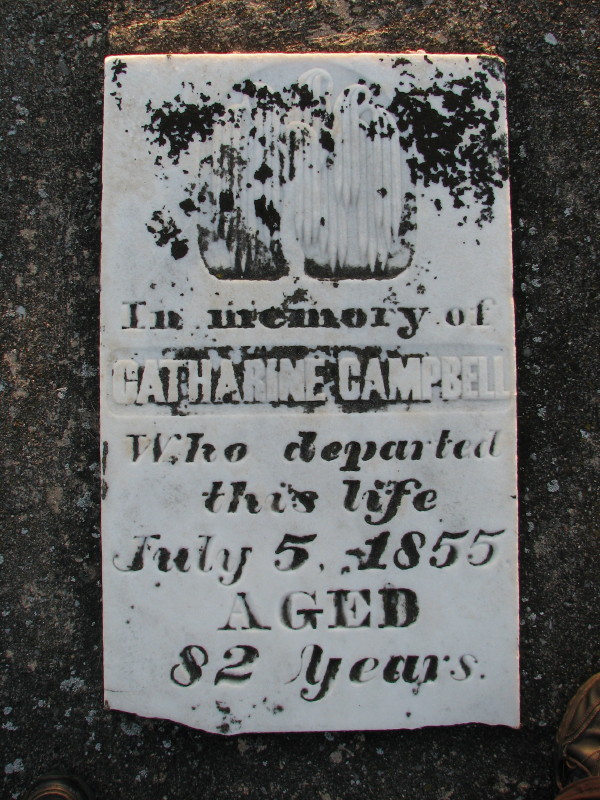 In memory of
CATHARINE CAMPBELL
Who departed
this life
July 5, 1855
AGED
82 Years.